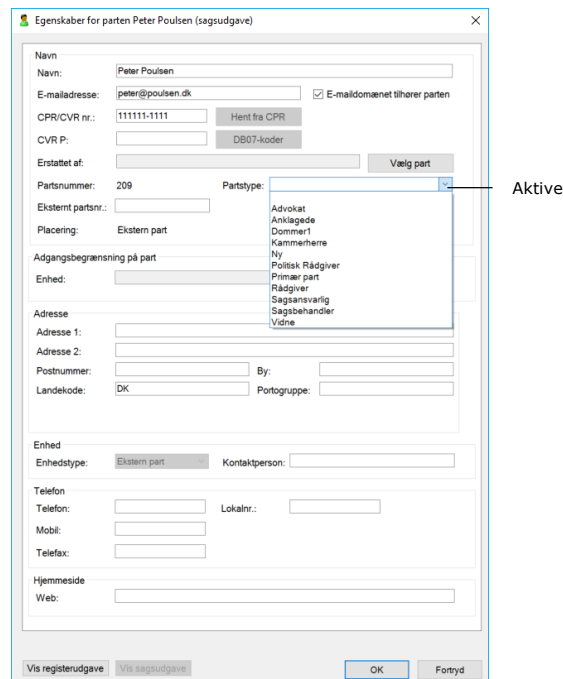 Egenskaber for parten Peter Poulsen (sagsudgave)
Navn
Navn: Peter Poulsen
E-mailadresse: peter@poulsen.dk E-maildomænet tilhører parten
CPR/CVR nr.: 111111-1111 Hent fra CPR
CVR P: DB07-koder
Erstattet af: Vælg part
Partsnummer: 209 Partstype: Aktive
Eksternt partsnr.:
Advokat
Anklagede
Dommer1
Placering: Ekstern part
Kammerherre
Ny
Politisk Rådgiver
Primær part
Rådgiver
Sagsansvarlig
Sagsbehandler
Vidne
Adgangsbegrænsning på part
Enhed:
Adresse
Adresse 1:
Adresse 2:
Postnummer: By:
Landekode: DK Portogruppe:
Enhed
Enhedstype: Ekstern part Kontaktperson:
Telefon
Telefon: Lokalnr.:
Mobil:
Telefax:
Hjemmeside
Web:
Vis registerudgave Vis sagsudgave OK Fortryd